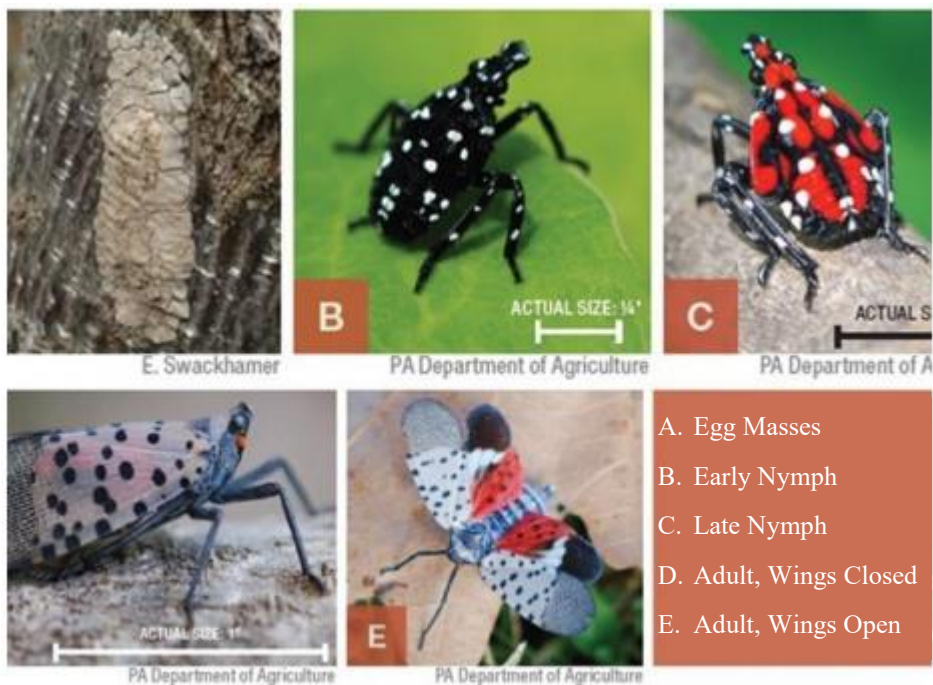 B
ACTUAL SIZE: ¼"
C
ACTUAL S
E. Swackhamer
PA Department of Agriculture
PA Department of A
ACTUAL SIZE: 1"
E
PA Department of Agriculture
PA Department of Agriculture
A. Egg Masses
B. Early Nymph
C. Late Nymph
D. Adult, Wings Closed
E. Adult, Wings Open